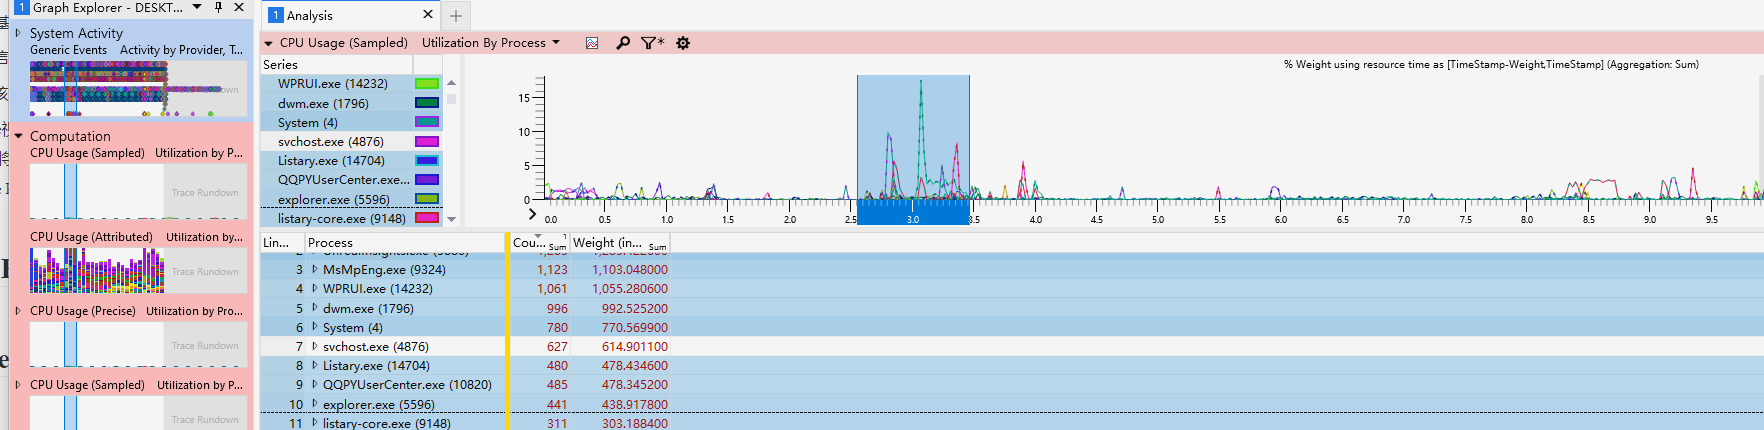 1 Graph Explorer - DESKT...
System Activity
Generic Events Activity by Provider, T...
Computation
CPU Usage (Sampled) Utilization by P...
Trace Rundown
CPU Usage (Attributed) Utilization by...
Trace Rundown
CPU Usage (Precise) Utilization by Pro...
Trace Rundown
CPU Usage (Sampled) Utilization by P...
Trace Rundown
1 Analysis
CPU Usage (Sampled) Utilization By Process
Series
WPRUI.exe (14232)
dwm.exe (1796)
System (4)
svchost.exe (4876)
Listary.exe (14704)
QQPYUserCenter.exe...
explorer.exe (5596)
listary-core.exe (9148)
% Weight using resource time as [TimeStamp-Weight,TimeStamp] (Aggregation: Sum)
15
10
5
0
0.0 0.5 1.0 1.5 2.0 2.5 3.0 3.5 4.0 4.5 5.0 5.5 6.0 6.5 7.0 7.5 8.0 8.5 9.0 9.5
Lin... Process Cou... Sum 1 Weight (in... Sum
3 MsMpEng.exe (9324) 1,123 1,103.048000
4 WPRUI.exe (14232) 1,061 1,055.280600
5 dwm.exe (1796) 996 992.525200
6 System (4) 780 770.569900
7 svchost.exe (4876) 627 614.901100
8 Listary.exe (14704) 480 478.434600
9 QQPYUserCenter.exe (10820) 485 478.345200
10 explorer.exe (5596) 441 438.917800
11 listary-core.exe (9148) 311 303.188400